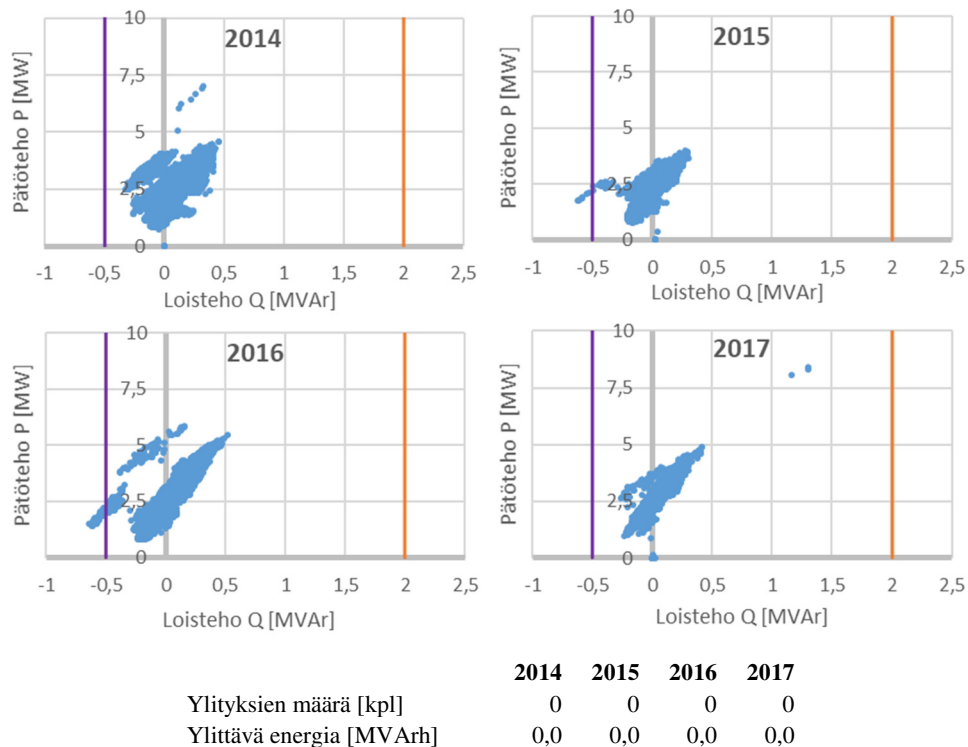 10
7,5
5
2,5
0
2014
Pätöteho P [MW]
-1 -0,5 0 0,5 1 1,5 2 2,5
Loisteho Q [MVAr]
10
7,5
5
2,5
0
2015
Pätöteho P [MW]
-1 -0,5 0 0,5 1 1,5 2 2,5
Loisteho Q [MVAr]
10
7,5
5
2,5
0
2016
Pätöteho P [MW]
-1 -0,5 0 0,5 1 1,5 2 2,5
Loisteho Q [MVAr]
10
7,5
5
2,5
0
2017
Pätöteho P [MW]
-1 -0,5 0 0,5 1 1,5 2 2,5
Loisteho Q [MVAr]
2014 2015 2016 2017
Ylityksien määrä [kpl] 0 0 0 0
Ylittävä energia [MVArh] 0,0 0,0 0,0 0,0